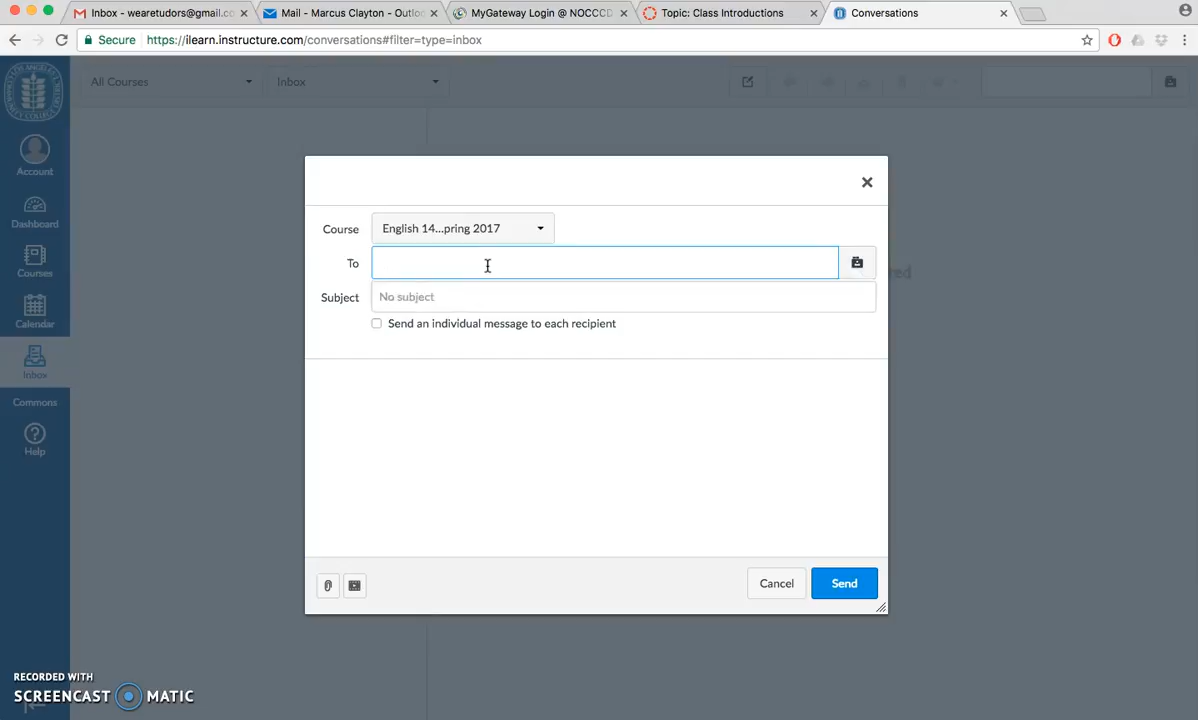 Inbox - wearetudors@gmail.co
Mail - Marcus Clayton - Outlo
MyGateway Login @ NOCCCD
Topic: Class Introductions
Conversations
Secure
https://ilearn.instructure.com/conversations#filter=type=inbox
All Courses
Inbox
Account
Dashboard
Courses
Calendar
Inbox
Commons
Help
Course
English 14...pring 2017
To
Subject
No subject
Send an individual message to each recipient
Cancel
Send
RECORDED WITH
SCREENCAST MATIC